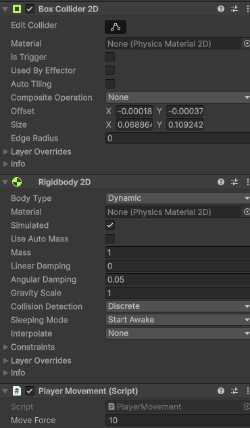 Box Collider 2D
Edit Collider
Material None (Physics Material 2D)
Is Trigger
Used By Effector
Auto Tiling
Composite Operation None
Offset X -0.00018 Y -0.00037
Size X 0.068864 Y 0.109242
Edge Radius 0
Layer Overrides
Info
Rigidbody 2D
Body Type Dynamic
Material None (Physics Material 2D)
Simulated
Use Auto Mass
Mass 1
Linear Damping 0
Angular Damping 0.05
Gravity Scale 1
Collision Detection Discrete
Sleeping Mode Start Awake
Interpolate None
Constraints
Layer Overrides
Info
# Player Movement (Script)
Script PlayerMovement
Move Force 10